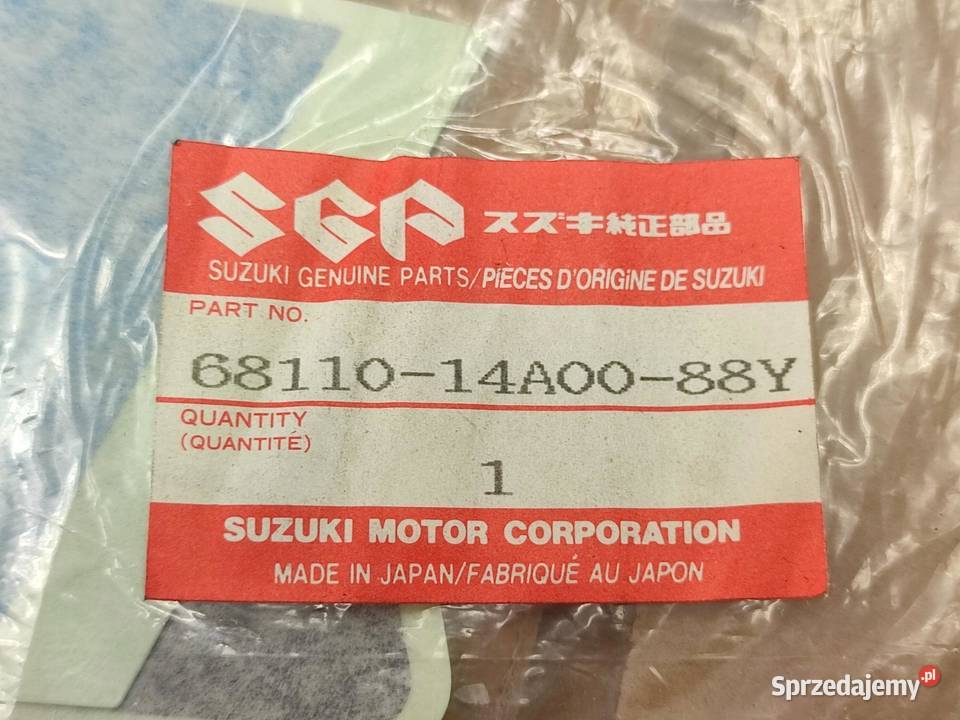 SGP スズキ純正部品
SUZUKI GENUINE PARTS/PIÈCES D'ORIGINE DE SUZUKI
PART NO.
68110-14A00-88Y
QUANTITY
(QUANTITÉ)
1
SUZUKI MOTOR CORPORATION
MADE IN JAPAN/FABRIQUÉ AU JAPON
Sprzedajemy.pl